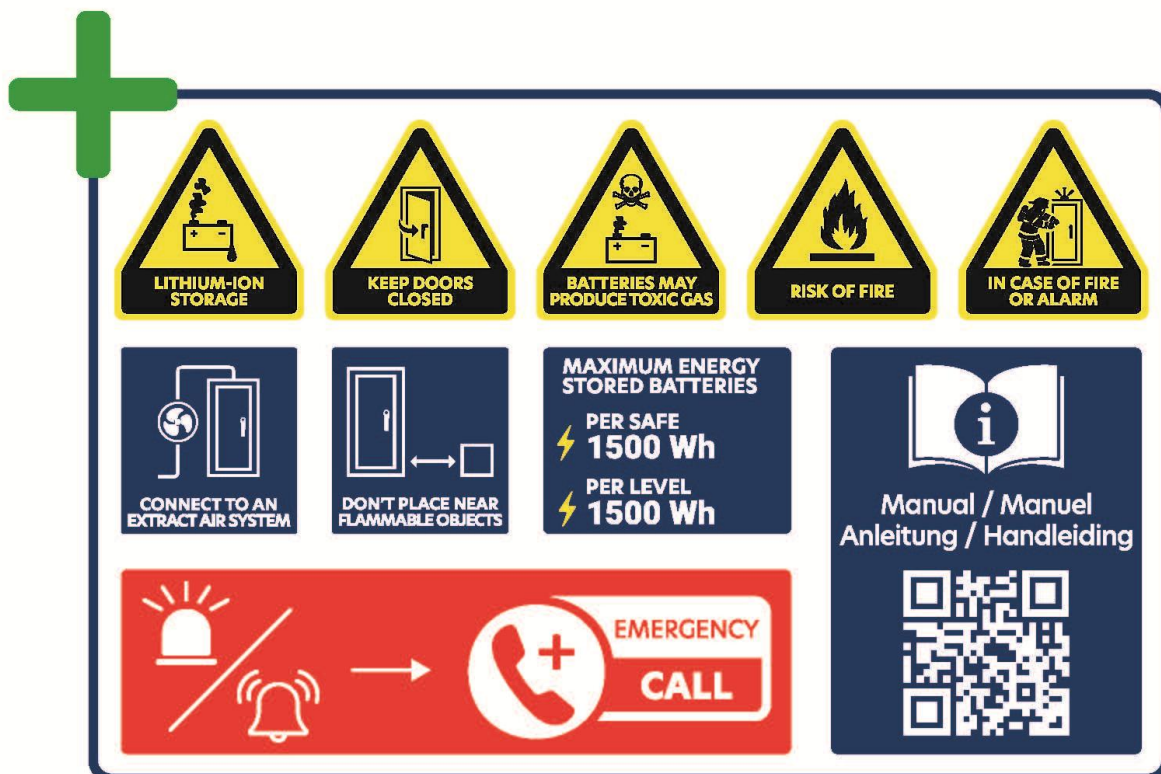 LITHIUM-ION
STORAGE
KEEP DOORS
CLOSED
BATTERIES MAY
PRODUCE TOXIC GAS
RISK OF FIRE
IN CASE OF FIRE
OR ALARM
CONNECT TO AN
EXTRACT AIR SYSTEM
DON'T PLACE NEAR
FLAMMABLE OBJECTS
MAXIMUM ENERGY
STORED BATTERIES
PER SAFE
1500 Wh
PER LEVEL
1500 Wh
Manual / Manuel
Anleitung / Handleiding
EMERGENCY
CALL